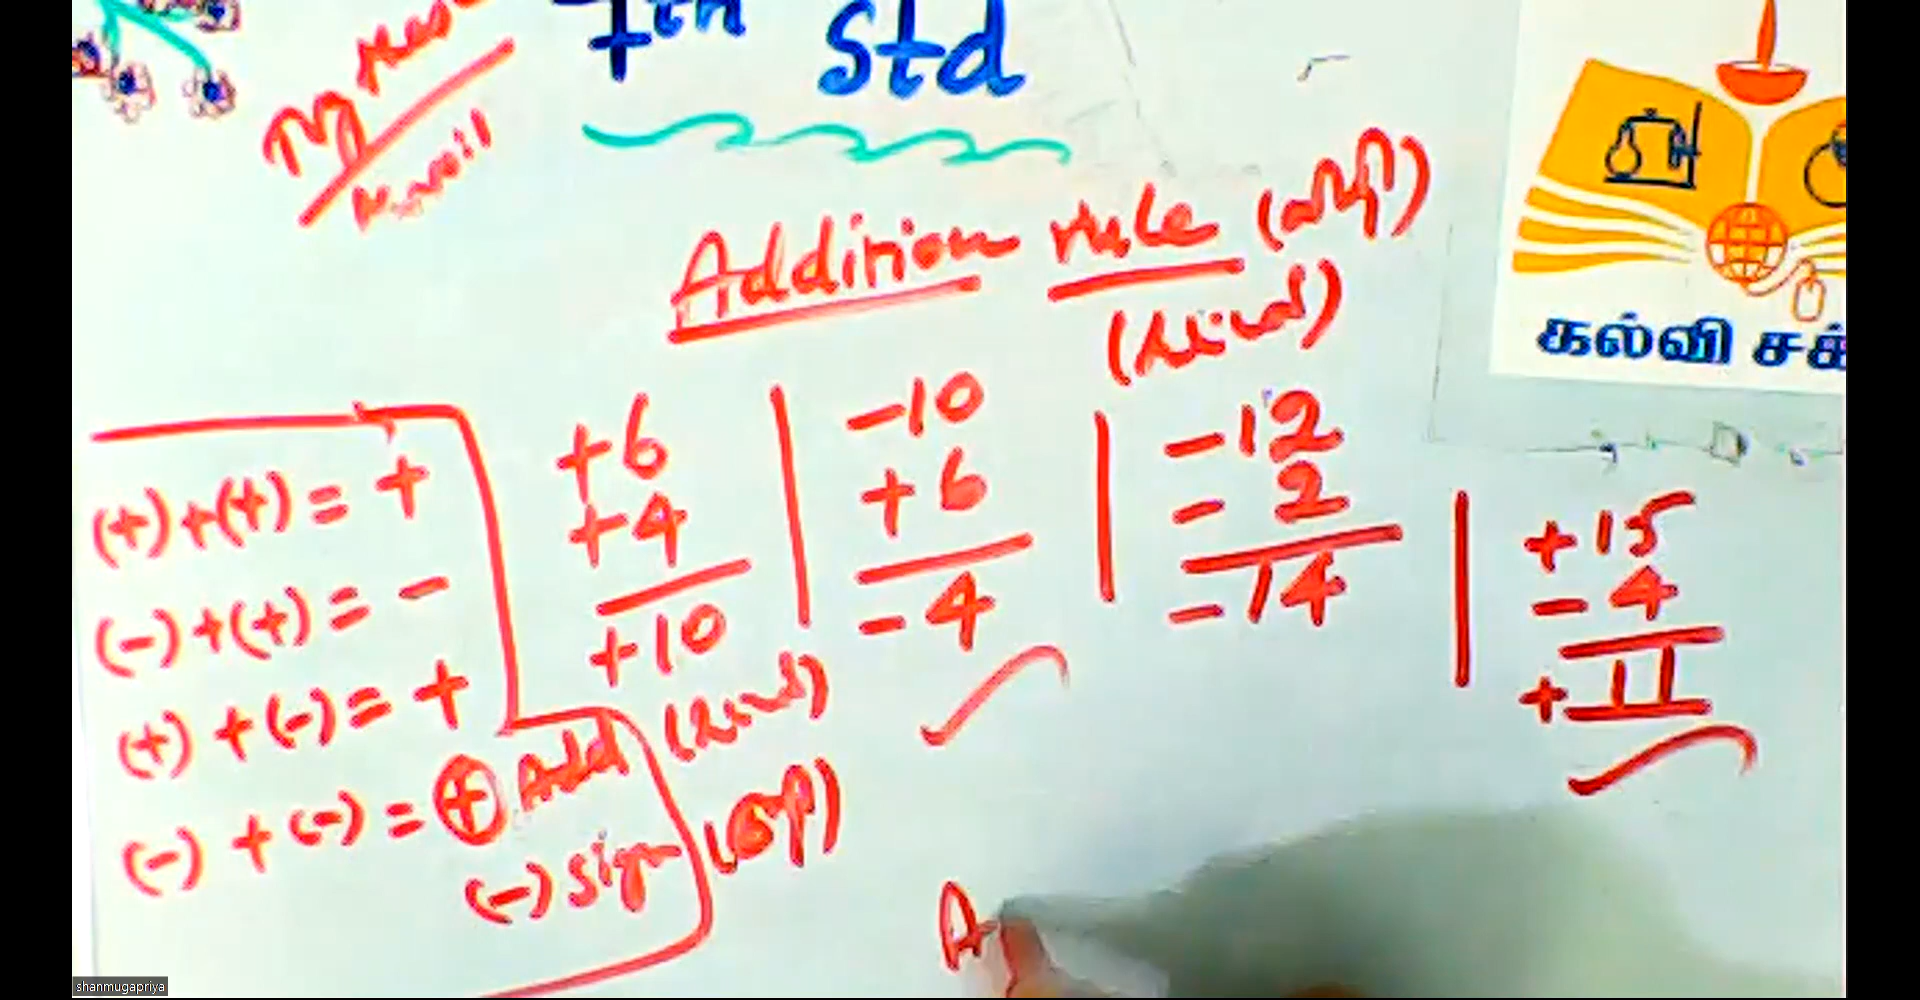 7th Std
Addition rule
கல்வி சக்
(+)+(+)= +
(-)+(+)= -
(+) +(-)= +
(-) +(-) = + Add
(-) Sign
+6
+4
+10
-10
+6
-4
-12
- 2
-14
+15
- 4
+ 11
A
shanmugapriya